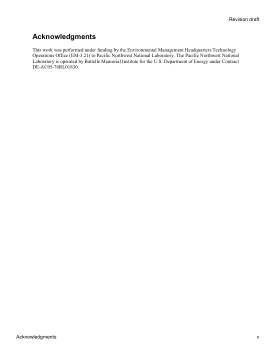 Revision draft
Acknowledgments
This work was performed under funding by the Environmental Management Headquarters Technology
Operations Office (EM-3.21) to Pacific Northwest National Laboratory. The Pacific Northwest National
Laboratory is operated by Battelle Memorial Institute for the U.S. Department of Energy under Contract
DE-AC05-76RL01830.
Acknowledgments
v